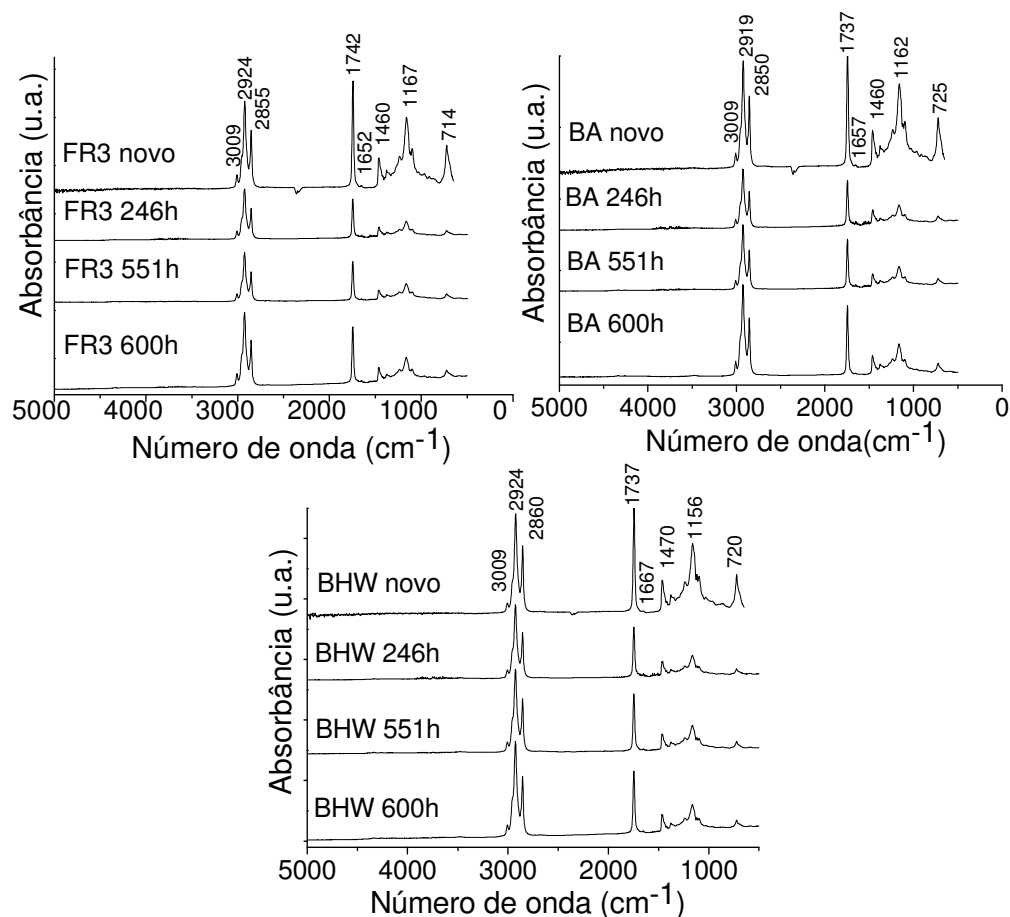 Absorbância (u.a.)
3009
2924
2855
1742
1652
1460
1167
714
FR3 novo
FR3 246h
FR3 551h
FR3 600h
5000 4000 3000 2000 1000 0
Número de onda (cm-1)
Absorbância (u.a.)
3009
2919
2850
1737
1657
1460
1162
725
BA novo
BA 246h
BA 551h
BA 600h
5000 4000 3000 2000 1000 0
Número de onda(cm-1)
Absorbância (u.a.)
3009
2924
2860
1737
1667
1470
1156
720
BHW novo
BHW 246h
BHW 551h
BHW 600h
5000 4000 3000 2000 1000
Número de onda (cm-1)